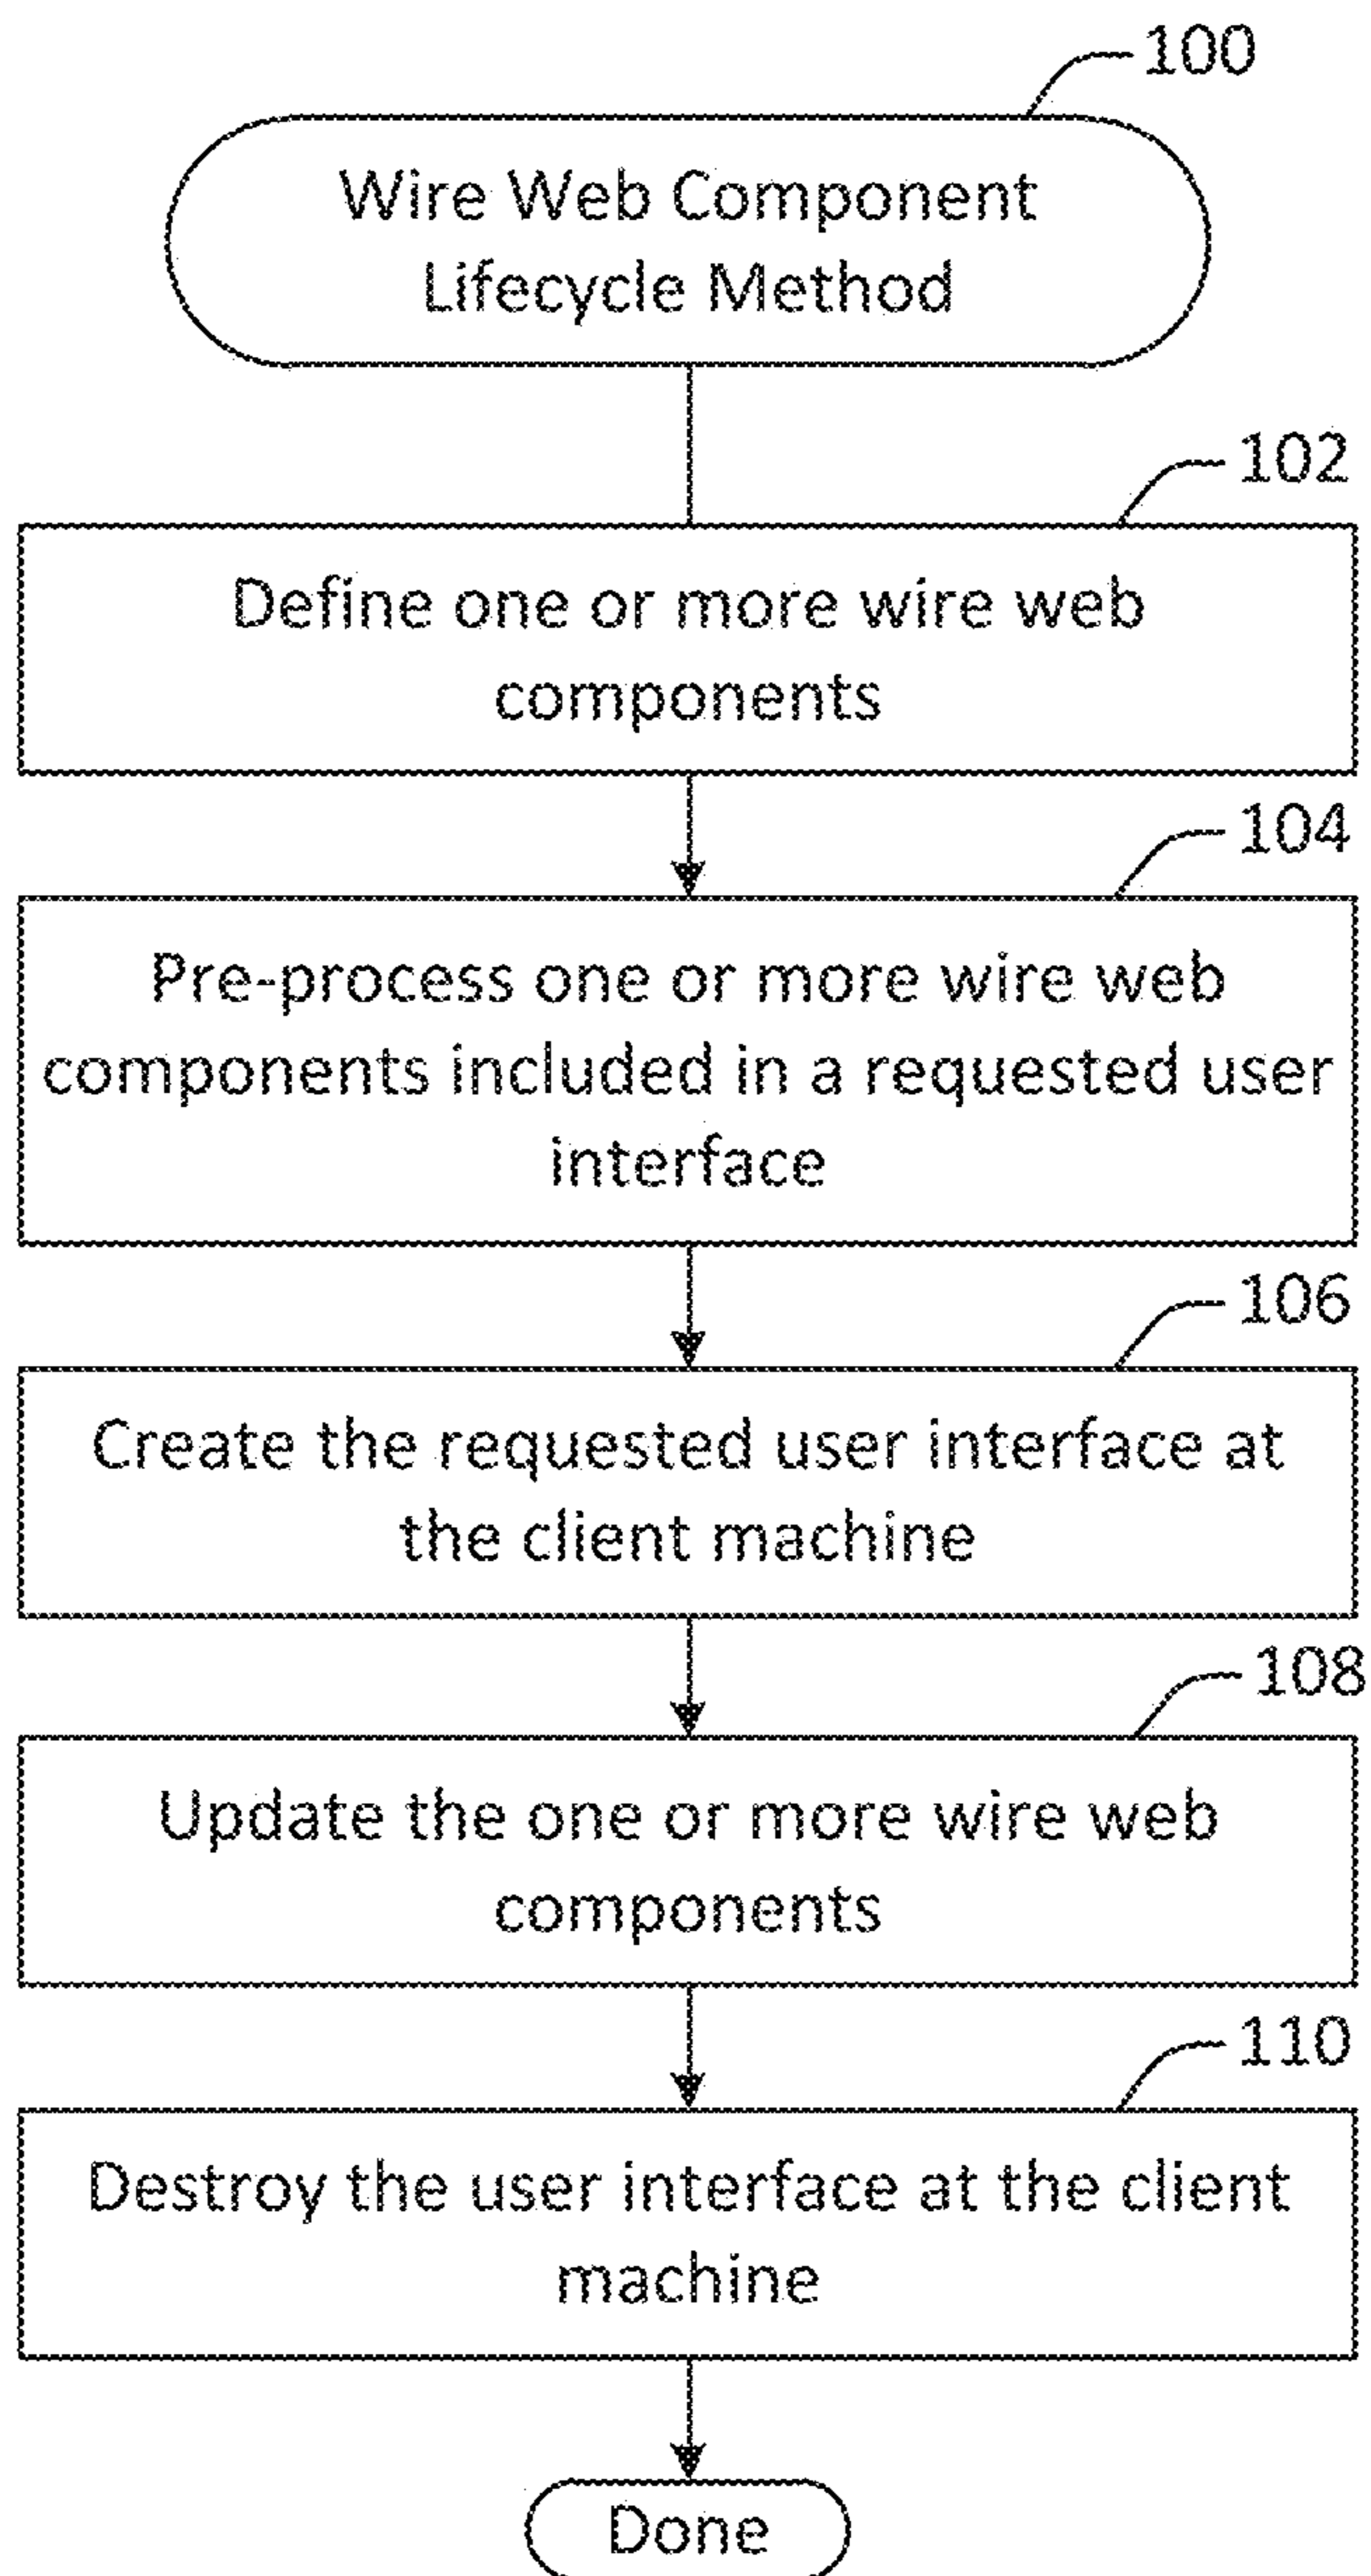 100
Wire Web Component
Lifecycle Method
102
Define one or more wire web
components
104
Pre-process one or more wire web
components included in a requested user
interface
106
Create the requested user interface at
the client machine
108
Update the one or more wire web
components
110
Destroy the user interface at the client
machine
Done